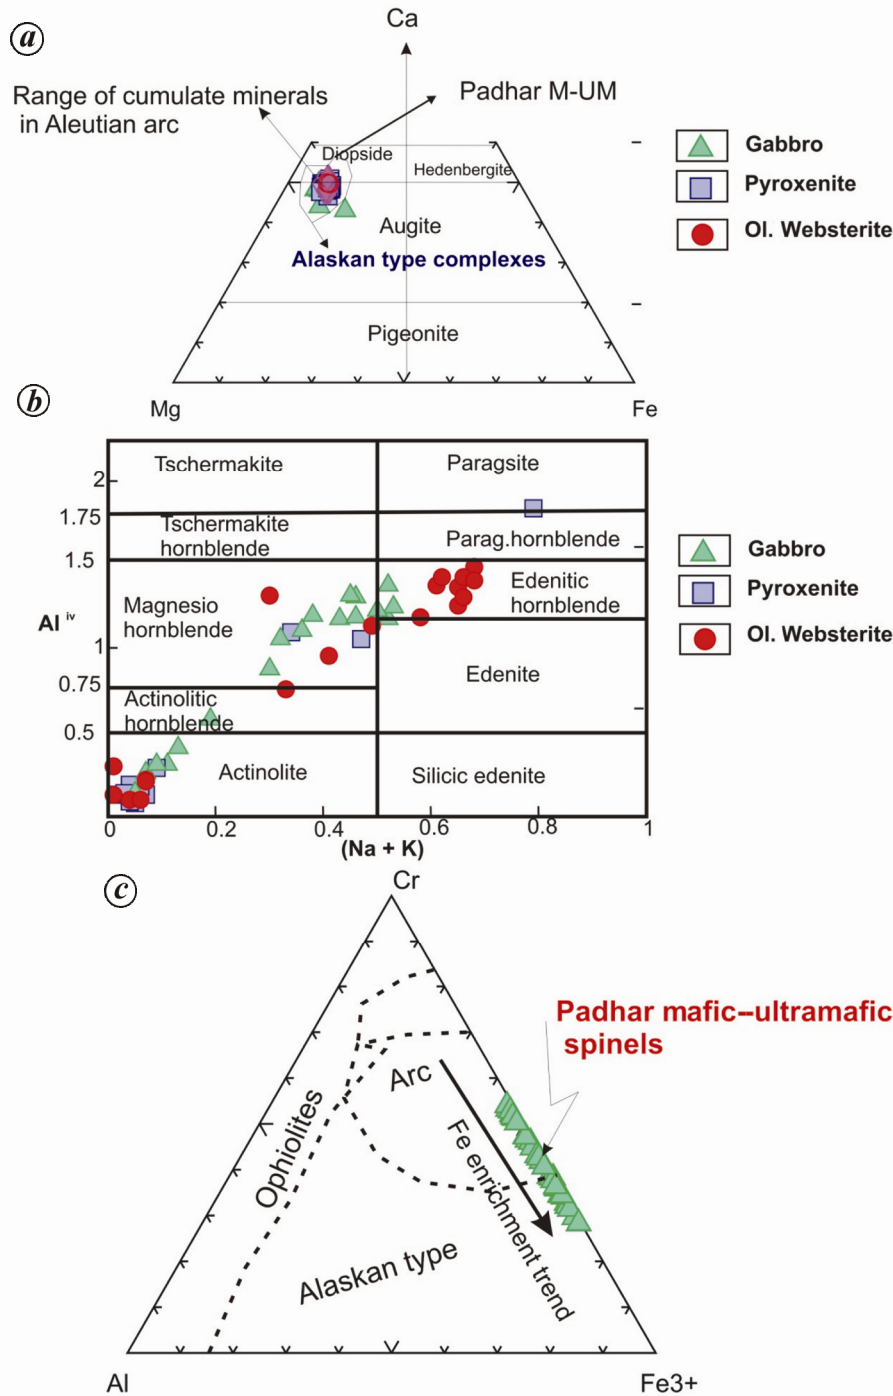 a
Ca
Range of cumulate minerals
in Aleutian arc
Padhar M-UM
Diopside
Hedenbergite
Augite
Alaskan type complexes
Pigeonite
Mg
Fe
Gabbro
Pyroxenite
Ol. Websterite
b
Tschermakite
Paragsite
2
1.75
Tschermakite
hornblende
Parag.hornblende
1.5
Magnesio
hornblende
Edenitic
hornblende
Al iv
1
Edenite
0.75
Actinolitic
hornblende
0.5
Actinolite
Silicic edenite
0
0.2
0.4
0.6
0.8
1
(Na + K)
Gabbro
Pyroxenite
Ol. Websterite
c
Cr
Padhar mafic--ultramafic
spinels
Arc
Ophiolites
Fe enrichment trend
Alaskan type
Al
Fe3+